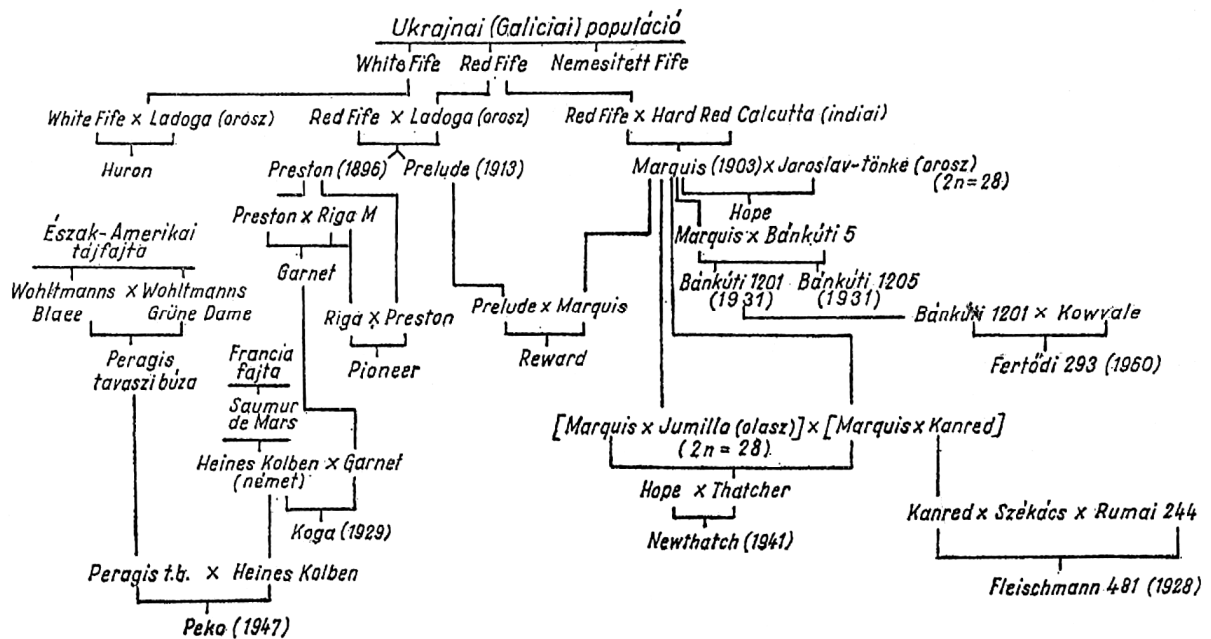 Ukrajnai (Galiciai) populáció
White Fife Red Fife Nemesített Fife
White Fife x Ladoga (orosz) Red Fife x Ladoga (orosz) Red Fife x Hard Red Calcutta (indiai)
Huron
Preston (1896) Prelude (1913) Marquis (1903) x Jaroslav-tönke (orosz)
(2n=28)
Hope
Preston x Riga M
Marquis x Bánkúti 5
Észak-Amerikai
tájfajta
Garnet
Bánkúti 1201 Bánkúti 1205
(1931) (1931)
Wohltmanns x Wohltmanns
Blaee Grüne Dame
Prelude x Marquis
Riga x Preston
Bánkúti 1201 x Kowvale
Reward
Pioneer
Peragis
tavaszi búza
Francia
fajta
Fertődi 293 (1950)
Saumur
de Mars
[Marquis x Jumillo (olasz)] x [Marquis x Kanred]
(2n=28)
Heines Kolben x Garnet
(német)
Hope x Thatcher
Kanred x Székács x Rumai 244
Koga (1929)
Newthatch (1941)
Peragis t.b. x Heines Kolben
Fleischmann 481 (1928)
Peko (1947)